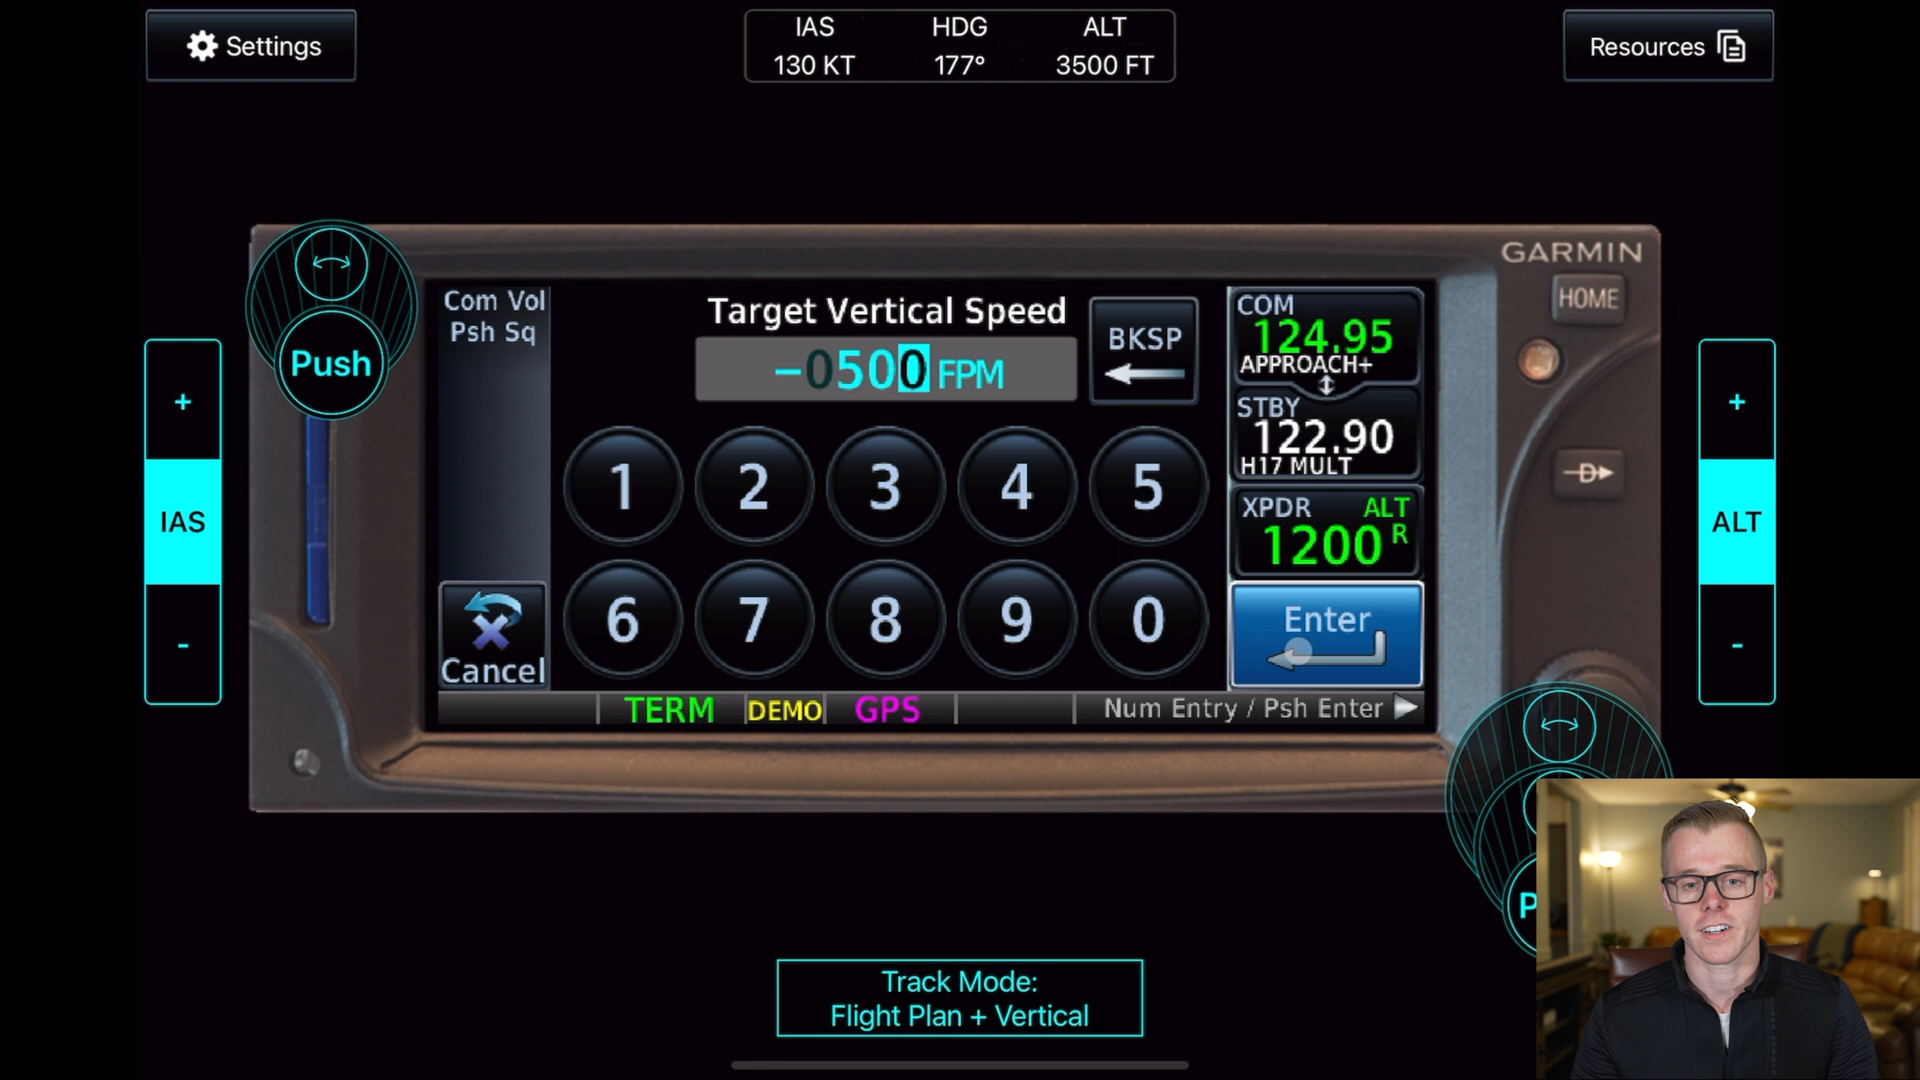 Settings
IAS HDG ALT
130 KT 177° 3500 FT
Resources
GARMIN
HOME
Com Vol
Psh Sq
Push
Target Vertical Speed
-0500 FPM
BKSP
COM
124.95
APPROACH+
STBY
122.90
H17 MULT
XPDR ALT
1200 R
1 2 3 4 5
6 7 8 9 0
Cancel
Enter
TERM DEMO GPS Num Entry / Psh Enter
+
IAS
-
+
ALT
-
D
P
Track Mode:
Flight Plan + Vertical